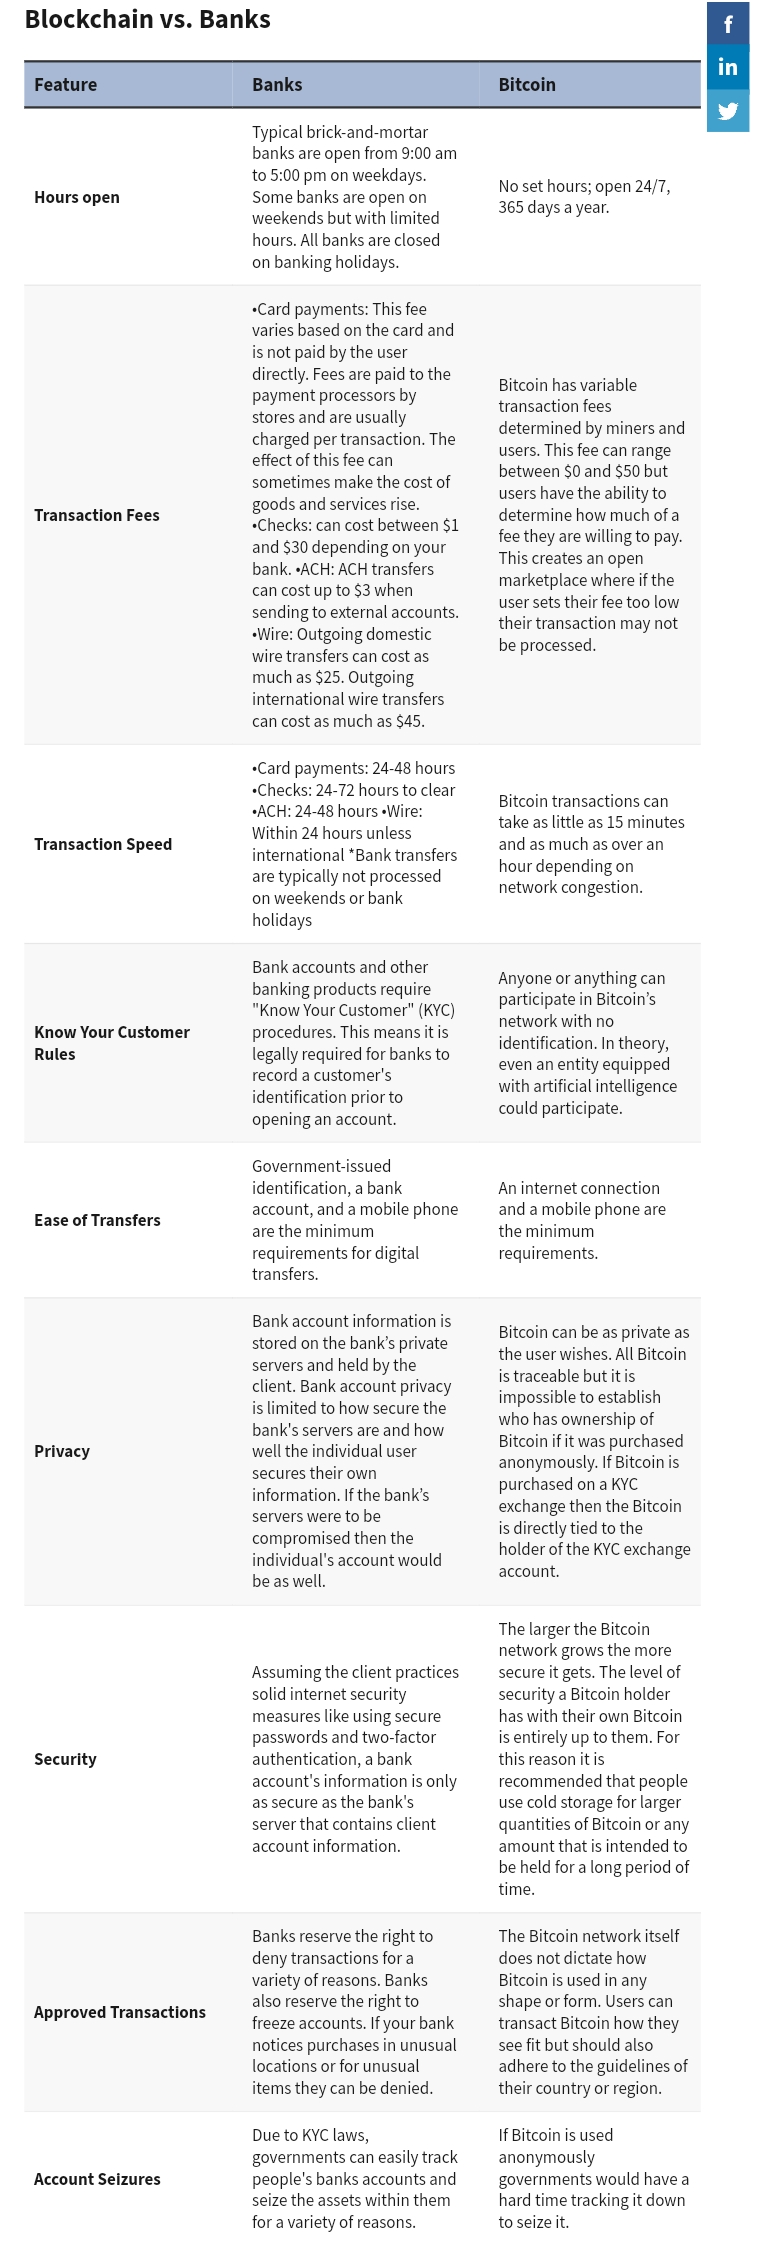 Blockchain vs. Banks
f
in
Feature
Banks
Bitcoin
Hours open
Typical brick-and-mortar
banks are open from 9:00 am
to 5:00 pm on weekdays.
Some banks are open on
weekends but with limited
hours. All banks are closed
on banking holidays.
No set hours; open 24/7,
365 days a year.
Transaction Fees
•Card payments: This fee
varies based on the card and
is not paid by the user
directly. Fees are paid to the
payment processors by
stores and are usually
charged per transaction. The
effect of this fee can
sometimes make the cost of
goods and services rise.
•Checks: can cost between $1
and $30 depending on your
bank. •ACH: ACH transfers
can cost up to $3 when
sending to external accounts.
•Wire: Outgoing domestic
wire transfers can cost as
much as $25. Outgoing
international wire transfers
can cost as much as $45.
Bitcoin has variable
transaction fees
determined by miners and
users. This fee can range
between $0 and $50 but
users have the ability to
determine how much of a
fee they are willing to pay.
This creates an open
marketplace where if the
user sets their fee too low
their transaction may not
be processed.
Transaction Speed
•Card payments: 24-48 hours
•Checks: 24-72 hours to clear
•ACH: 24-48 hours •Wire:
Within 24 hours unless
international *Bank transfers
are typically not processed
on weekends or bank
holidays
Bitcoin transactions can
take as little as 15 minutes
and as much as over an
hour depending on
network congestion.
Know Your Customer
Rules
Bank accounts and other
banking products require
"Know Your Customer" (KYC)
procedures. This means it is
legally required for banks to
record a customer's
identification prior to
opening an account.
Anyone or anything can
participate in Bitcoin’s
network with no
identification. In theory,
even an entity equipped
with artificial intelligence
could participate.
Ease of Transfers
Government-issued
identification, a bank
account, and a mobile phone
are the minimum
requirements for digital
transfers.
An internet connection
and a mobile phone are
the minimum
requirements.
Privacy
Bank account information is
stored on the bank’s private
servers and held by the
client. Bank account privacy
is limited to how secure the
bank's servers are and how
well the individual user
secures their own
information. If the bank’s
servers were to be
compromised then the
individual's account would
be as well.
Bitcoin can be as private as
the user wishes. All Bitcoin
is traceable but it is
impossible to establish
who has ownership of
Bitcoin if it was purchased
anonymously. If Bitcoin is
purchased on a KYC
exchange then the Bitcoin
is directly tied to the
holder of the KYC exchange
account.
Security
Assuming the client practices
solid internet security
measures like using secure
passwords and two-factor
authentication, a bank
account's information is only
as secure as the bank's
server that contains client
account information.
The larger the Bitcoin
network grows the more
secure it gets. The level of
security a Bitcoin holder
has with their own Bitcoin
is entirely up to them. For
this reason it is
recommended that people
use cold storage for larger
quantities of Bitcoin or any
amount that is intended to
be held for a long period of
time.
Approved Transactions
Banks reserve the right to
deny transactions for a
variety of reasons. Banks
also reserve the right to
freeze accounts. If your bank
notices purchases in unusual
locations or for unusual
items they can be denied.
The Bitcoin network itself
does not dictate how
Bitcoin is used in any
shape or form. Users can
transact Bitcoin how they
see fit but should also
adhere to the guidelines of
their country or region.
Account Seizures
Due to KYC laws,
governments can easily track
people's banks accounts and
seize the assets within them
for a variety of reasons.
If Bitcoin is used
anonymously
governments would have a
hard time tracking it down
to seize it.